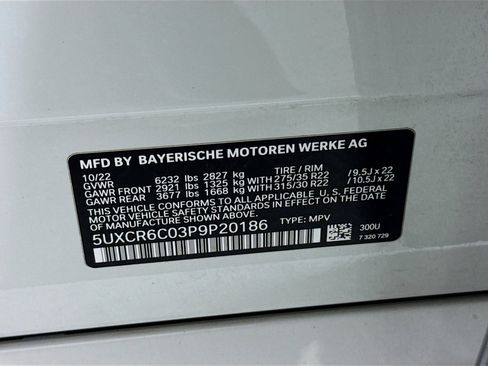 MFD BY BAYERISCHE MOTOREN WERKE AG
10/22 TIRE / RIM
GVWR 6232 lbs 2827 kg
GAWR FRONT 2921 lbs 1325 kg WITH 275/35 R22 / 9.5J x 22
GAWR REAR 3677 lbs 1668 kg WITH 315/30 R22 / 10.5J x 22
THIS VEHICLE CONFORMS TO ALL APPLICABLE U.S. FEDERAL
MOTOR VEHICLE SAFETY STANDARDS IN EFFECT ON THE DATE
OF MANUFACTURE SHOWN ABOVE.
5UXCR6C03P9P20186 TYPE: MPV
300U
7 320 729